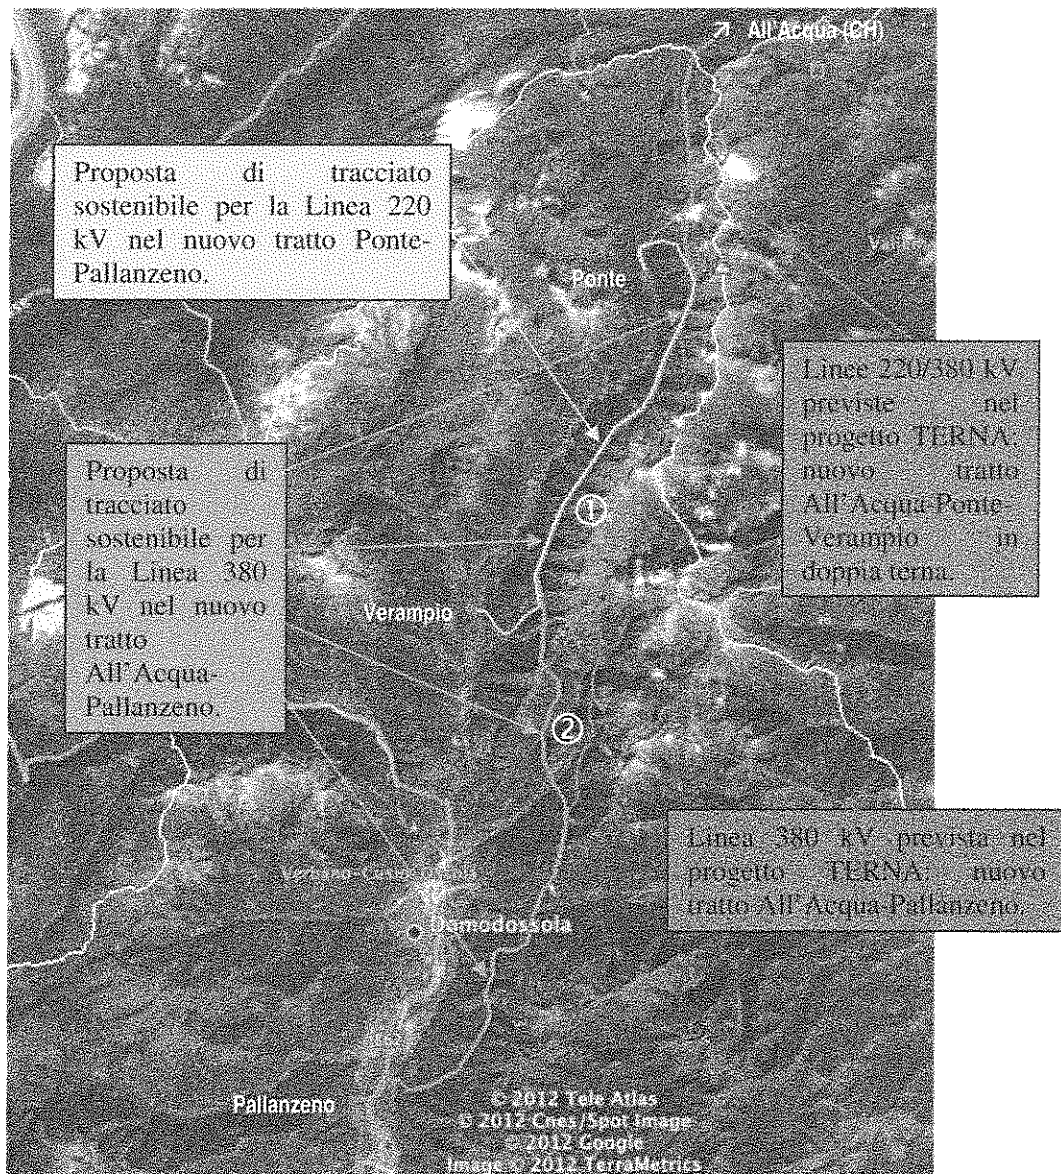 All'Acqua (CH)
Proposta di tracciato
sostenibile per la Linea 220
kV nel nuovo tratto Ponte-
Pallanzeno.
Ponte
Linee 220/380 kV
previste nel
progetto TERNA:
nuovo tratto
All'Acqua-Ponte-
Verampio in
doppia terna.
Proposta di
tracciato
sostenibile per
la Linea 380
kV nel nuovo
tratto
All'Acqua-
Pallanzeno.
①
Verampio
②
Linea 380 kV prevista nel
progetto TERNA: nuovo
tratto All'Acqua-Pallanzeno.
Domodossola
Pallanzeno
© 2012 Tele Atlas
© 2012 Cnes/Spot Image
© 2012 Google
Image © 2012 TerraMetrics